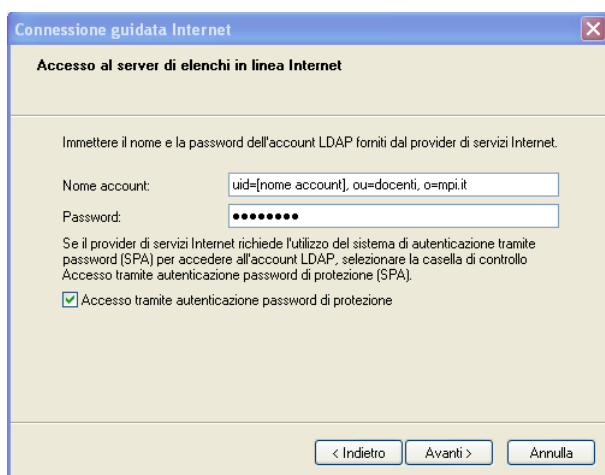 Connessione guidata Internet
Accesso al server di elenchi in linea Internet
Immettere il nome e la password dell'account LDAP forniti dal provider di servizi Internet.
Nome account: uid=[nome account], ou=docenti, o=mpi.it
Password: ●●●●●●●●
Se il provider di servizi Internet richiede l'utilizzo del sistema di autenticazione tramite
password (SPA) per accedere all'account LDAP, selezionare la casella di controllo
Accesso tramite autenticazione password di protezione (SPA).
Accesso tramite autenticazione password di protezione
< Indietro Avanti > Annulla